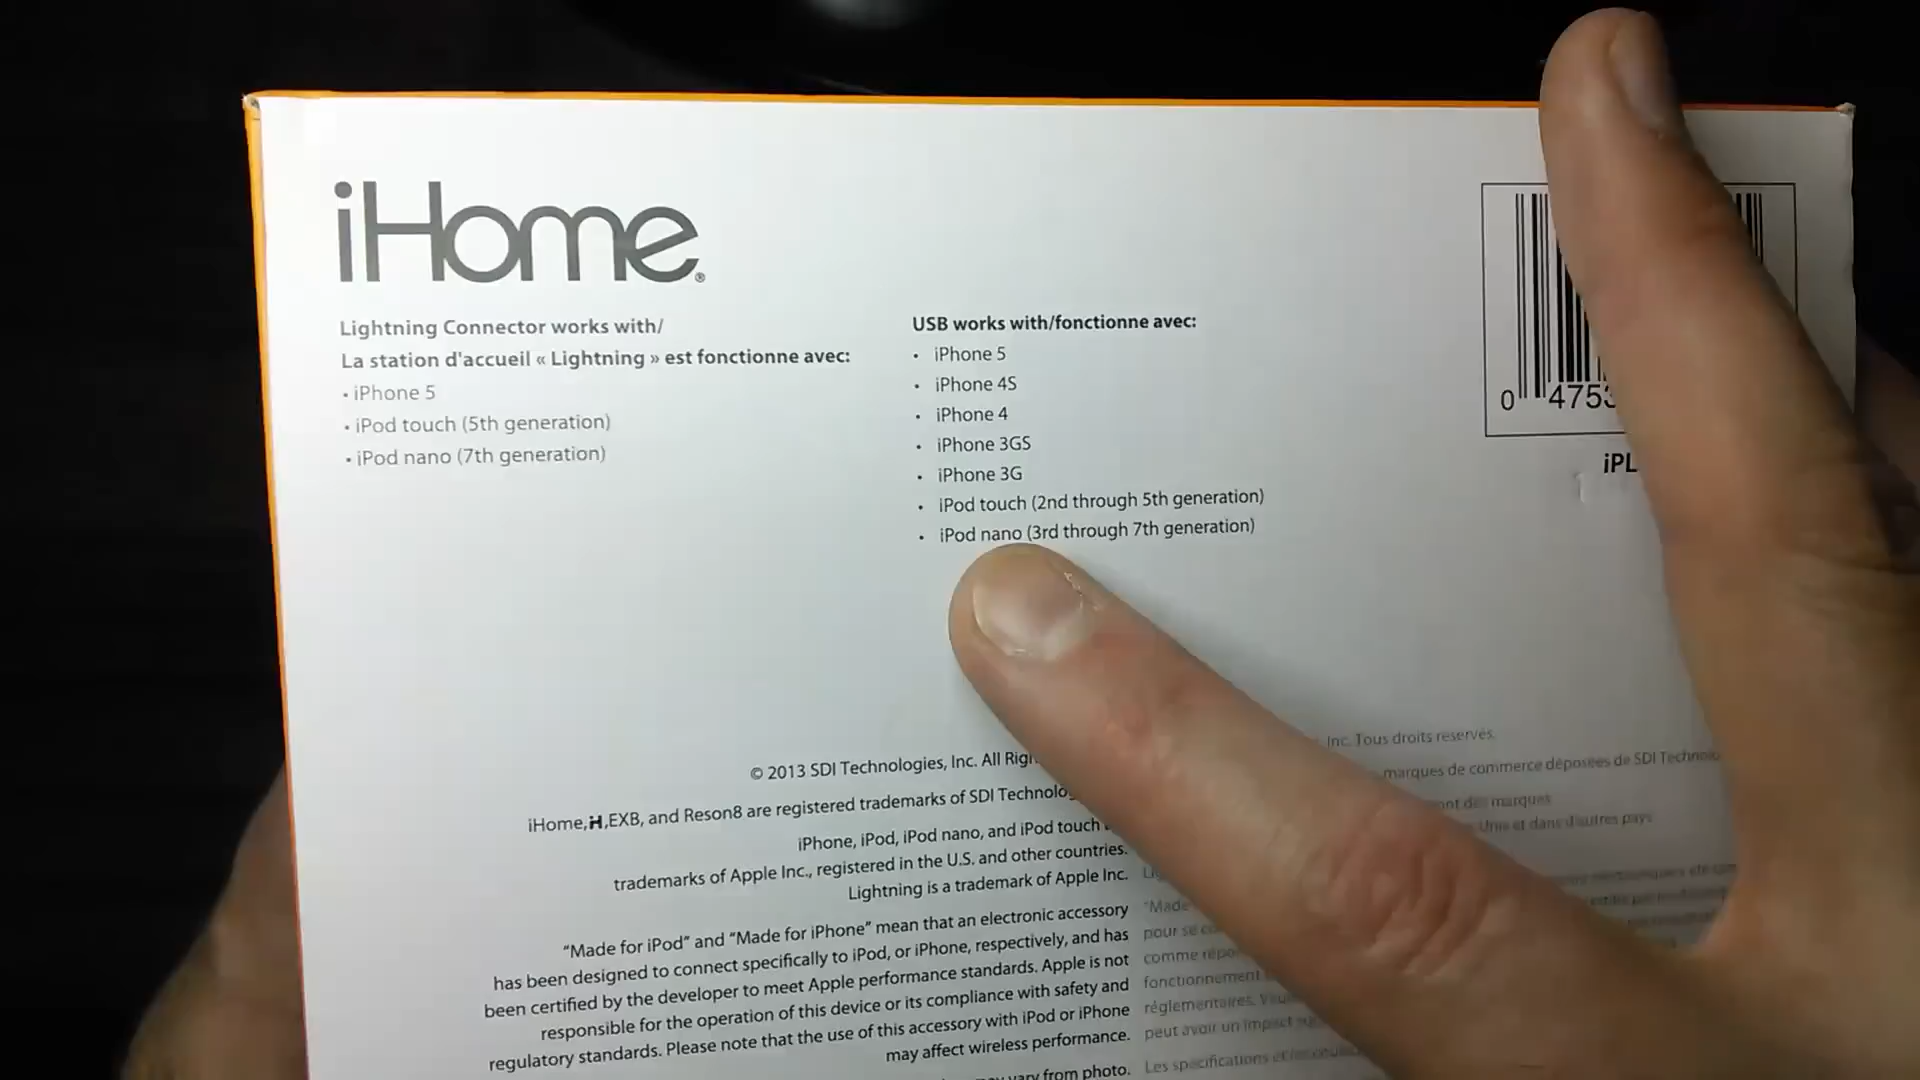 iHome®
Lightning Connector works with/
La station d'accueil « Lightning » est fonctionne avec:
• iPhone 5
• iPod touch (5th generation)
• iPod nano (7th generation)
USB works with/fonctionne avec:
• iPhone 5
• iPhone 4S
• iPhone 4
• iPhone 3GS
• iPhone 3G
• iPod touch (2nd through 5th generation)
• iPod nano (3rd through 7th generation)
0 4753
iPL
© 2013 SDI Technologies, Inc. All
iHome, H, EXB, and Reson8 are registered trademarks of SDI
iPhone, iPod, iPod nano, and iPod touch
trademarks of Apple Inc., registered in the U.S. and other countries.
Lightning is a trademark of Apple Inc.
“Made for iPod” and “Made for iPhone” mean that an electronic accessory
has been designed to connect specifically to iPod, or iPhone, respectively, and has
been certified by the developer to meet Apple performance standards. Apple is not
responsible for the operation of this device or its compliance with safety and
regulatory standards. Please note that the use of this accessory with iPod or iPhone
may affect wireless performance.
vary from photo.
Inc. Tous droits reservés.
marques de commerce déposées de SDI
des marques
Unis et dans d'autres pays
"Made
pour se
comme
fonctionnement
réglementaires.
peut avoir un impact
Les spécifications et